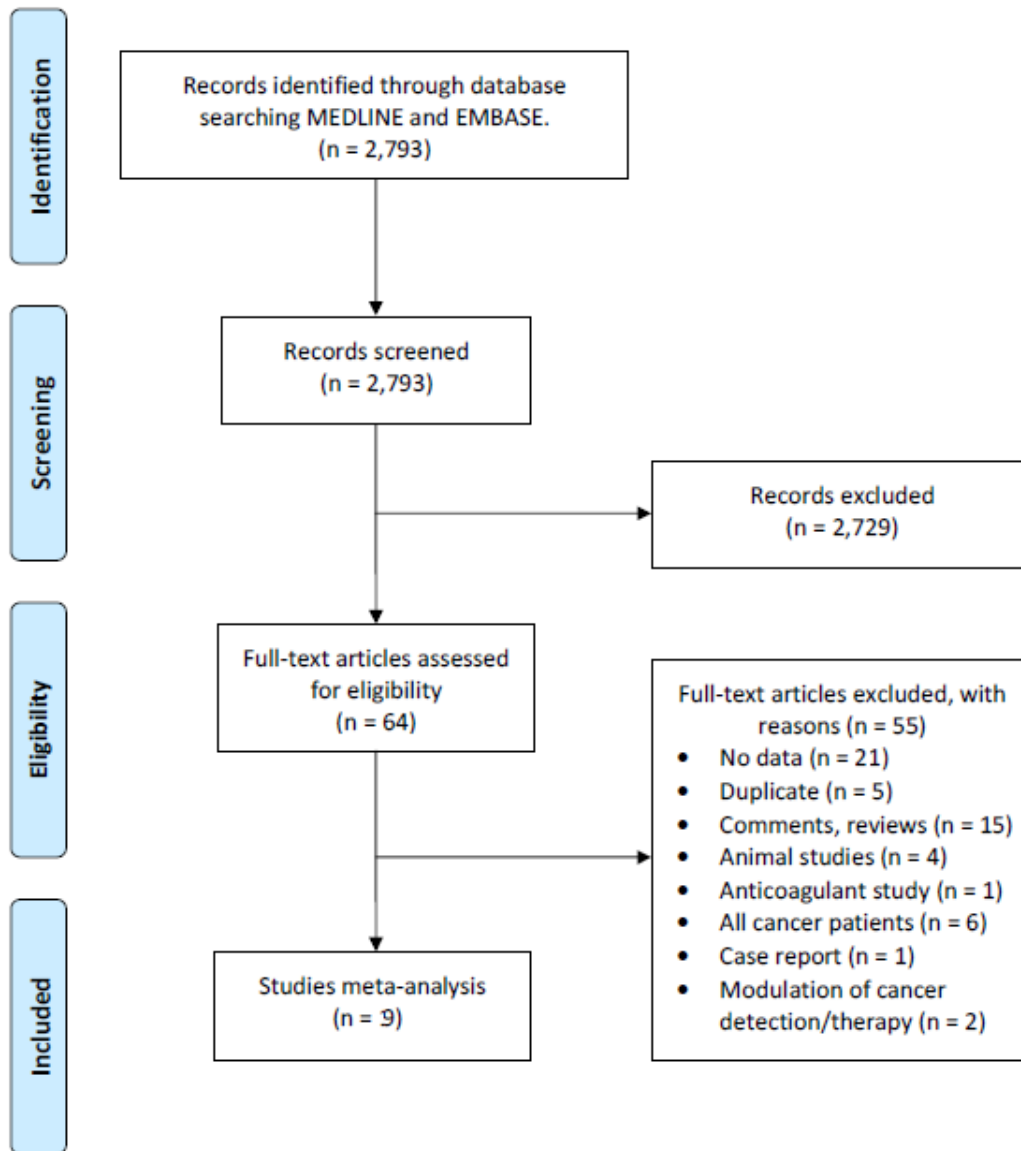 Identification
Records identified through database
searching MEDLINE and EMBASE.
(n = 2,793)
Screening
Records screened
(n = 2,793)
Records excluded
(n = 2,729)
Eligibility
Full-text articles assessed
for eligibility
(n = 64)
Full-text articles excluded, with
reasons (n = 55)
• No data (n = 21)
• Duplicate (n = 5)
• Comments, reviews (n = 15)
• Animal studies (n = 4)
• Anticoagulant study (n = 1)
• All cancer patients (n = 6)
• Case report (n = 1)
• Modulation of cancer
detection/therapy (n = 2)
Included
Studies meta-analysis
(n = 9)